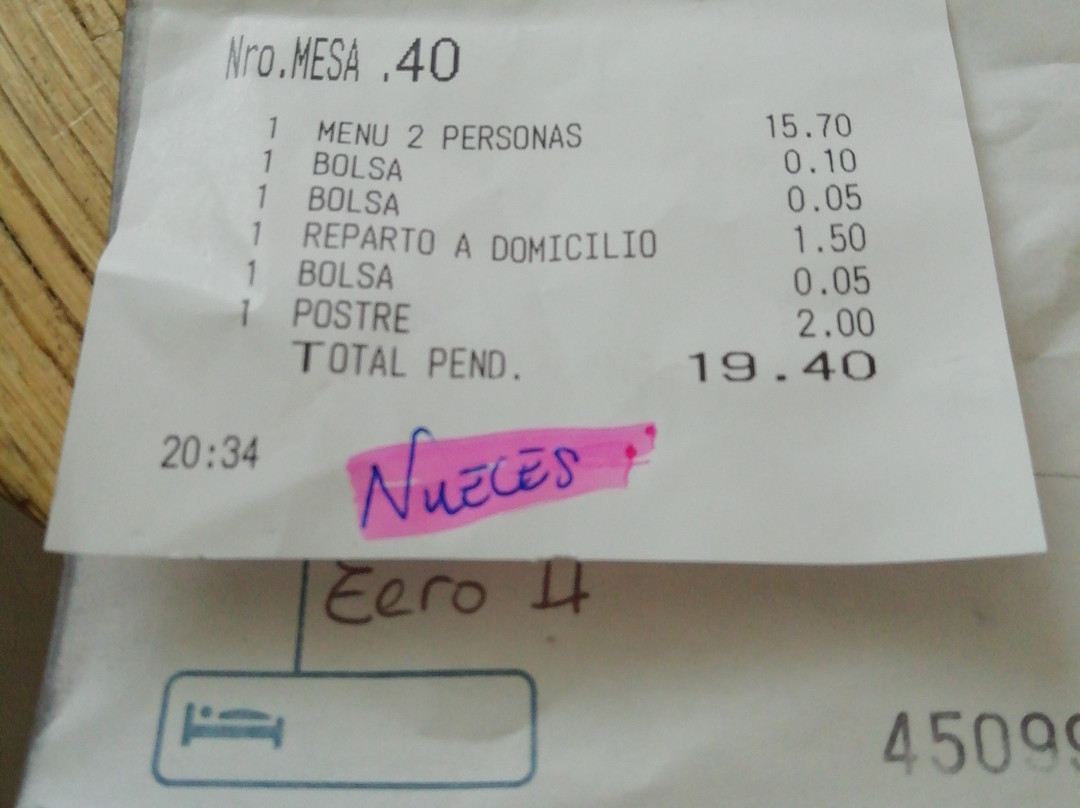 Nro.MESA .40
1 MENU 2 PERSONAS 15.70
1 BOLSA 0.10
1 BOLSA 0.05
1 REPARTO A DOMICILIO 1.50
1 BOLSA 0.05
1 POSTRE 2.00
TOTAL PEND. 19.40
20:34
NUECES
Eero
45099